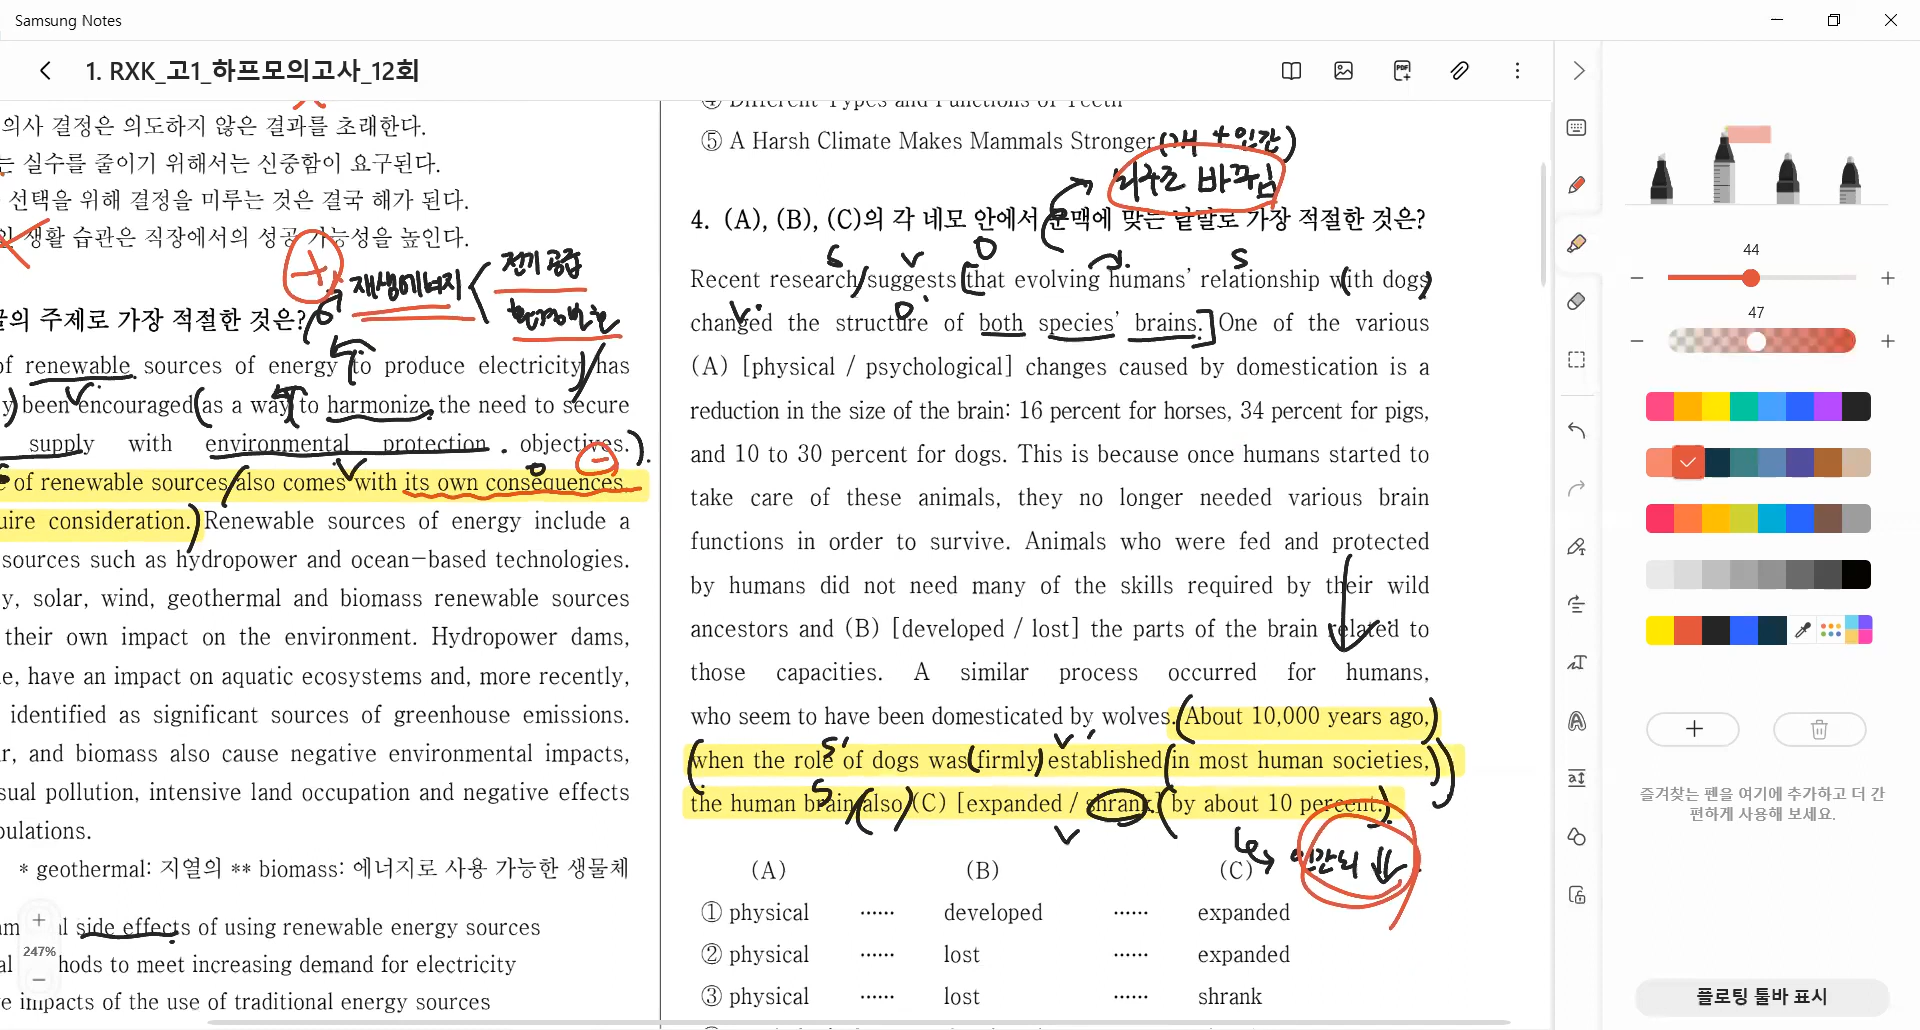 Samsung Notes
1. RXK_고1_하프모의고사_12회
의사 결정은 의도하지 않은 결과를 초래한다.
는 실수를 줄이기 위해서는 신중함이 요구된다.
선택을 위해 결정을 미루는 것은 결국 해가 된다.
생활 습관은 직장에서의 성공 가능성을 높인다.
재생에너지
전기 공급
글의 주제로 가장 적절한 것은?
of renewable sources of energy to produce electricity has
y been encouraged as a way to harmonize the need to secure
supply with environmental protection objectives.
e of renewable sources also comes with its own consequences
uire consideration. Renewable sources of energy include a
sources such as hydropower and ocean-based technologies.
y, solar, wind, geothermal and biomass renewable sources
their own impact on the environment. Hydropower dams,
e, have an impact on aquatic ecosystems and, more recently,
identified as significant sources of greenhouse emissions.
r, and biomass also cause negative environmental impacts,
sual pollution, intensive land occupation and negative effects
pulations.
* geothermal: 지열의 ** biomass: 에너지로 사용 가능한 생물체
side effects of using renewable energy sources
hods to meet increasing demand for electricity
e impacts of the use of traditional energy sources
247%
④ Different Types and Functions of Teeth
⑤ A Harsh Climate Makes Mammals Stronger
(개 + 인간)
뇌구조 바뀌
4. (A), (B), (C)의 각 네모 안에서 문맥에 맞는 낱말로 가장 적절한 것은?
S V O S
Recent research suggests that evolving humans' relationship with dogs
changed the structure of both species' brains. One of the various
(A) [physical / psychological] changes caused by domestication is a
reduction in the size of the brain: 16 percent for horses, 34 percent for pigs,
and 10 to 30 percent for dogs. This is because once humans started to
take care of these animals, they no longer needed various brain
functions in order to survive. Animals who were fed and protected
by humans did not need many of the skills required by their wild
ancestors and (B) [developed / lost] the parts of the brain related to
those capacities. A similar process occurred for humans,
who seem to have been domesticated by wolves. (About 10,000 years ago,)
(when the role of dogs was (firmly) established (in most human societies,))
the human brain (also) (C) [expanded / shrank] (by about 10 percent.)
인간뇌 ↓
(A) (B) (C)
① physical ······ developed ······ expanded
② physical ······ lost ······ expanded
③ physical ······ lost ······ shrank
44
47
즐겨찾는 펜을 여기에 추가하고 더 간
편하게 사용해 보세요.
플로팅 툴바 표시